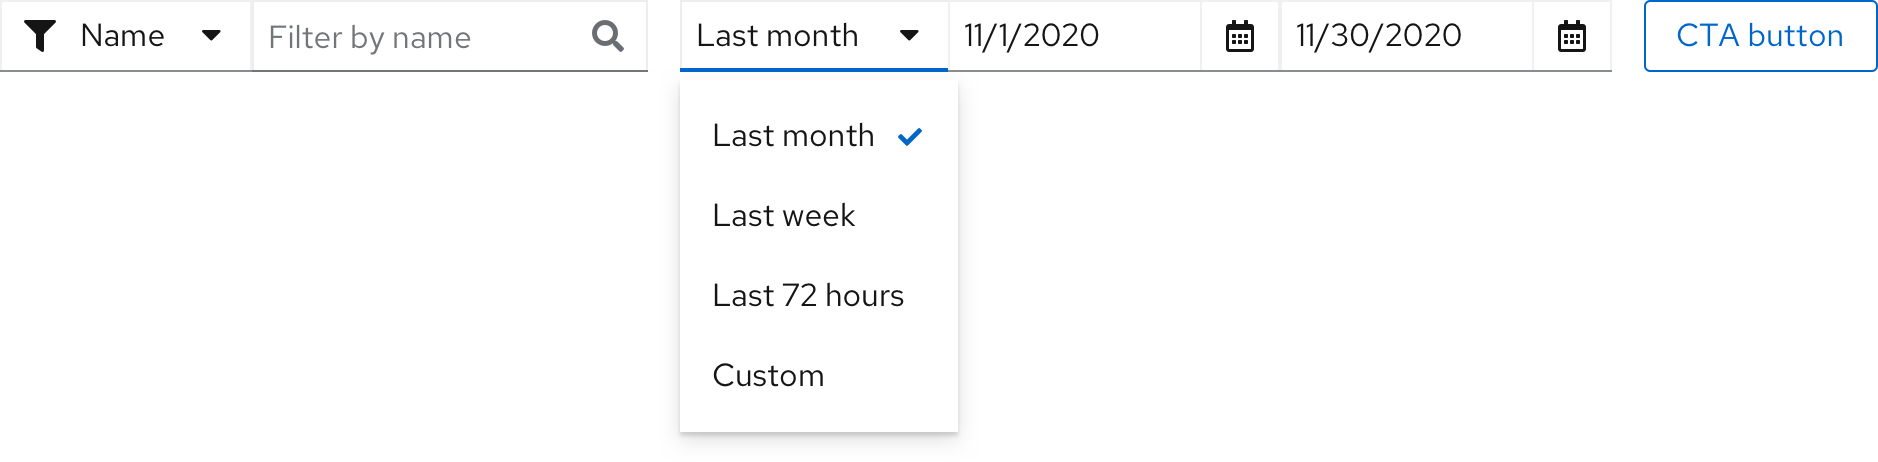 Name Filter by name Last month 11/1/2020 11/30/2020 CTA button
Last month
Last week
Last 72 hours
Custom